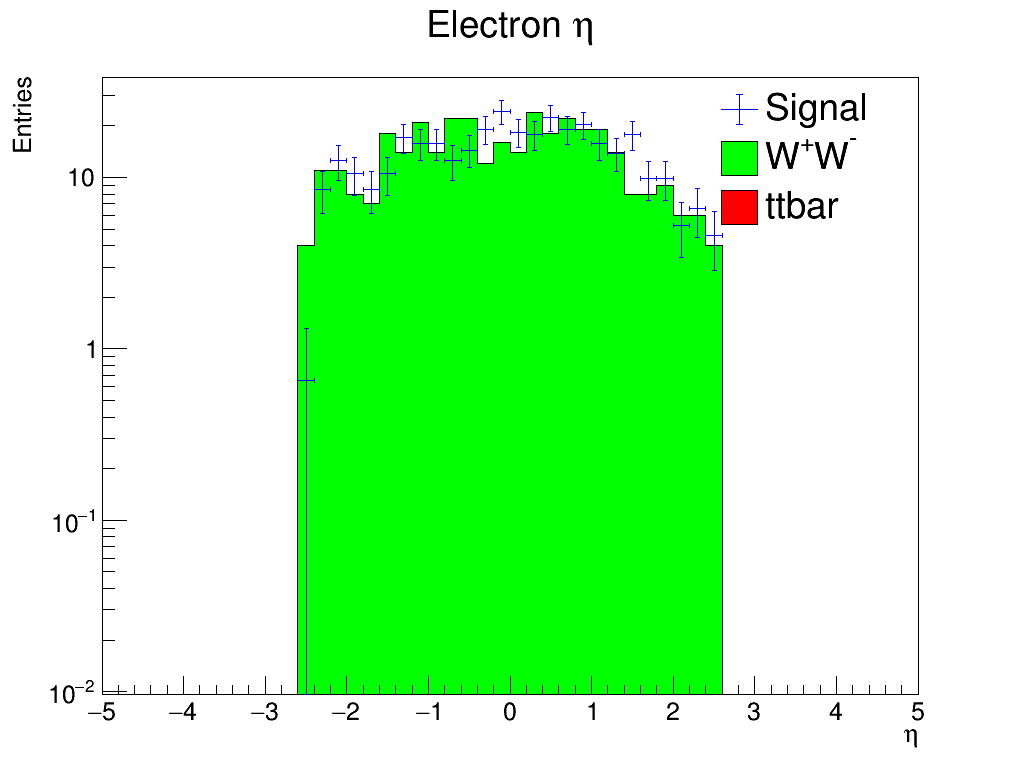 Electron η
Entries
Signal
W⁺W⁻
ttbar
10
1
10⁻¹
10⁻²
−5 −4 −3 −2 −1 0 1 2 3 4 5
η